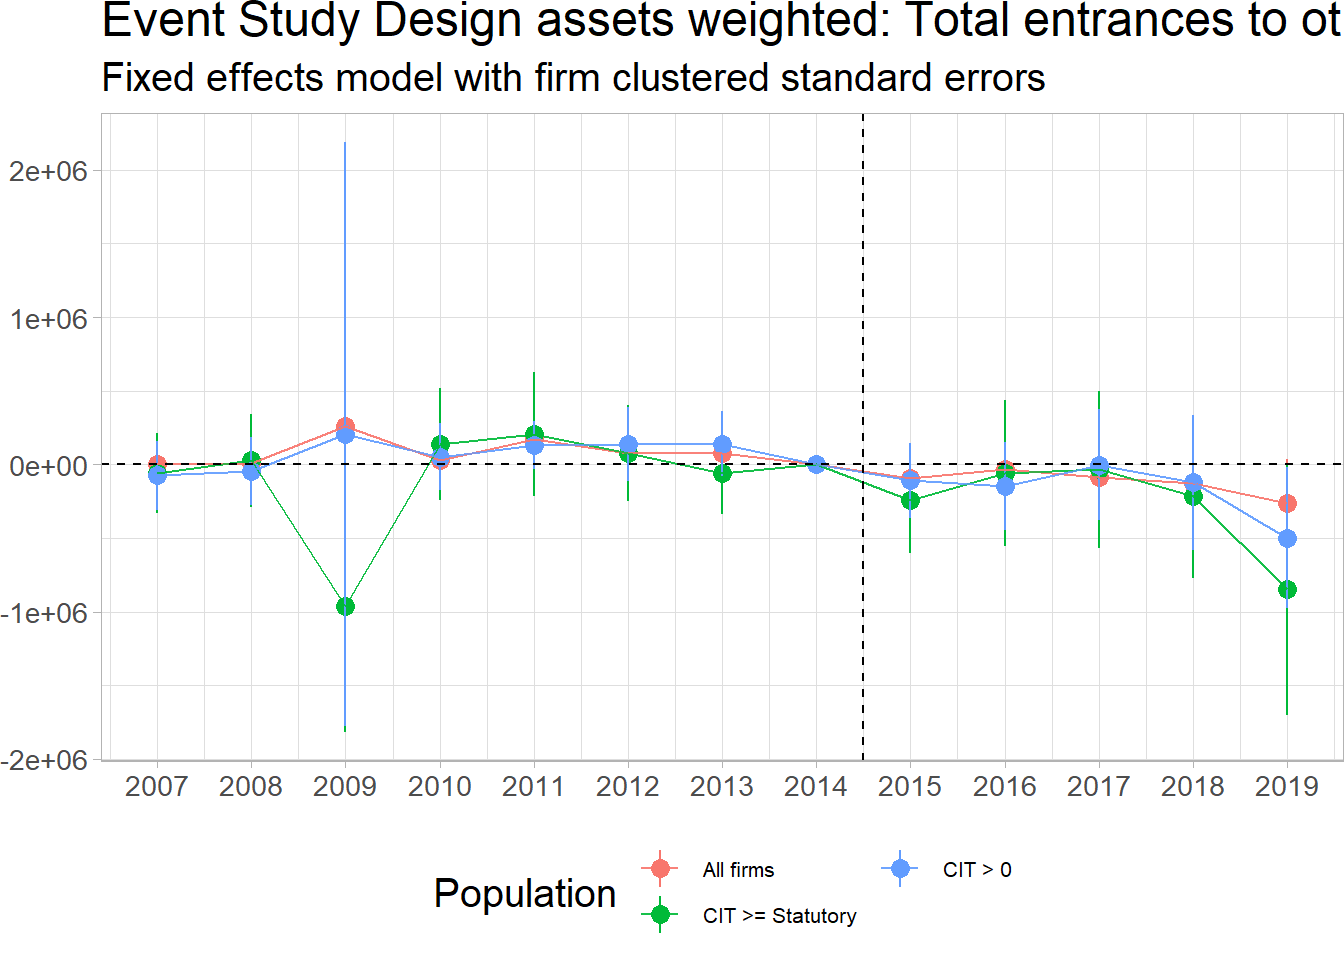 Event Study Design assets weighted: Total entrances to ot
Fixed effects model with firm clustered standard errors
2e+06
1e+06
0e+00
-1e+06
-2e+06
2007 2008 2009 2010 2011 2012 2013 2014 2015 2016 2017 2018 2019
Population
All firms
CIT > 0
CIT >= Statutory